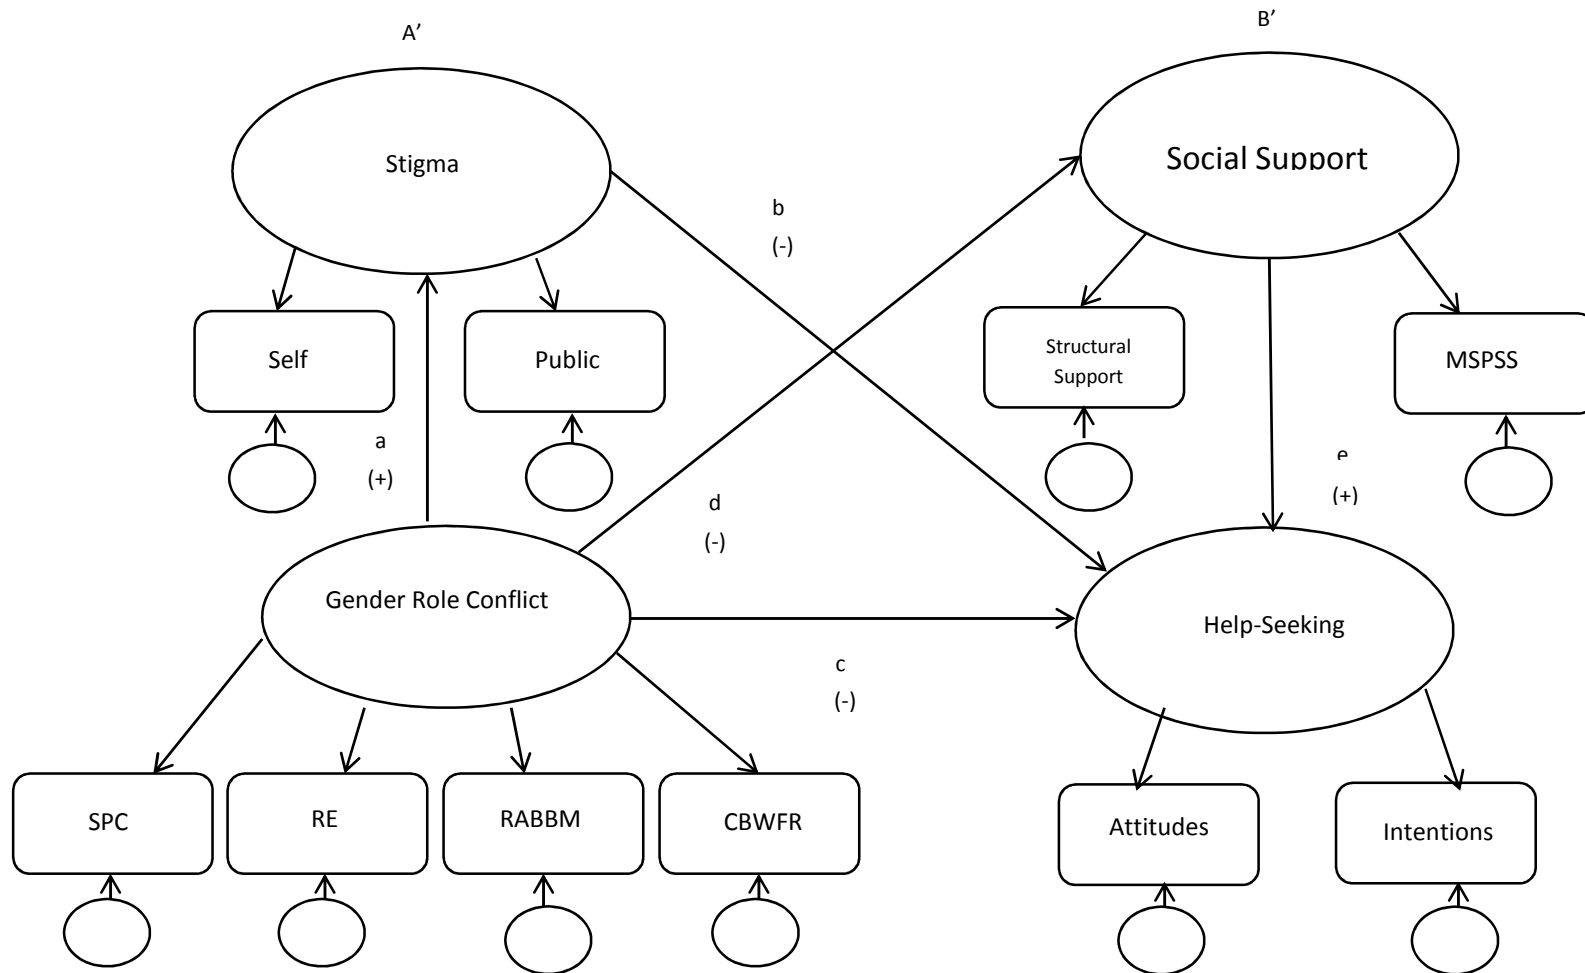 A’
B’
Stigma
Social Support
b
(-)
Self
Public
Structural
Support
MSPSS
a
(+)
e
(+)
d
(-)
Gender Role Conflict
Help-Seeking
c
(-)
SPC
RE
RABBM
CBWFR
Attitudes
Intentions